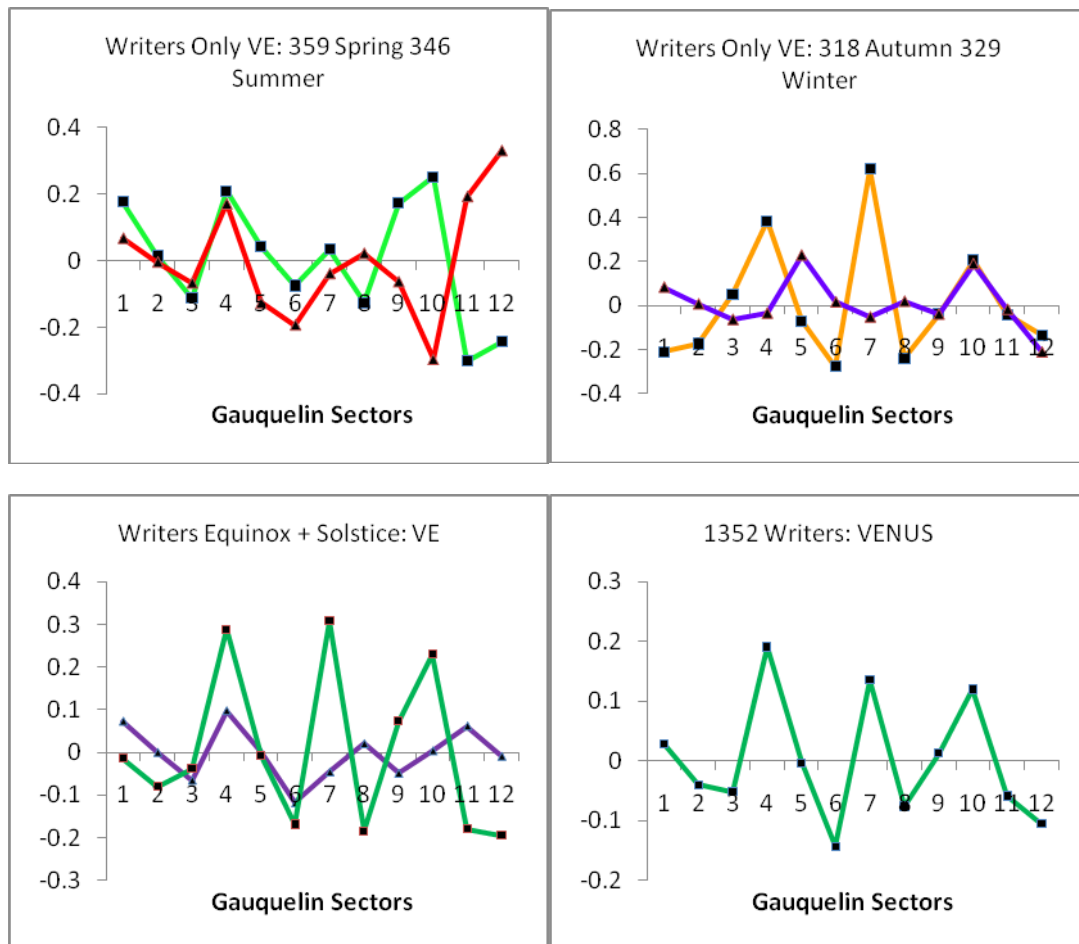 Writers Only VE: 359 Spring 346
Summer
0.4
0.2
0
-0.2
-0.4
1 2 3 4 5 6 7 8 9 10 11 12
Gauquelin Sectors
Writers Only VE: 318 Autumn 329
Winter
0.8
0.6
0.4
0.2
0
-0.2
-0.4
1 2 3 4 5 6 7 8 9 10 11 12
Gauquelin Sectors
Writers Equinox + Solstice: VE
0.4
0.3
0.2
0.1
0
-0.1
-0.2
-0.3
1 2 3 4 5 6 7 8 9 10 11 12
Gauquelin Sectors
1352 Writers: VENUS
0.3
0.2
0.1
0
-0.1
-0.2
1 2 3 4 5 6 7 8 9 10 11 12
Gauquelin Sectors